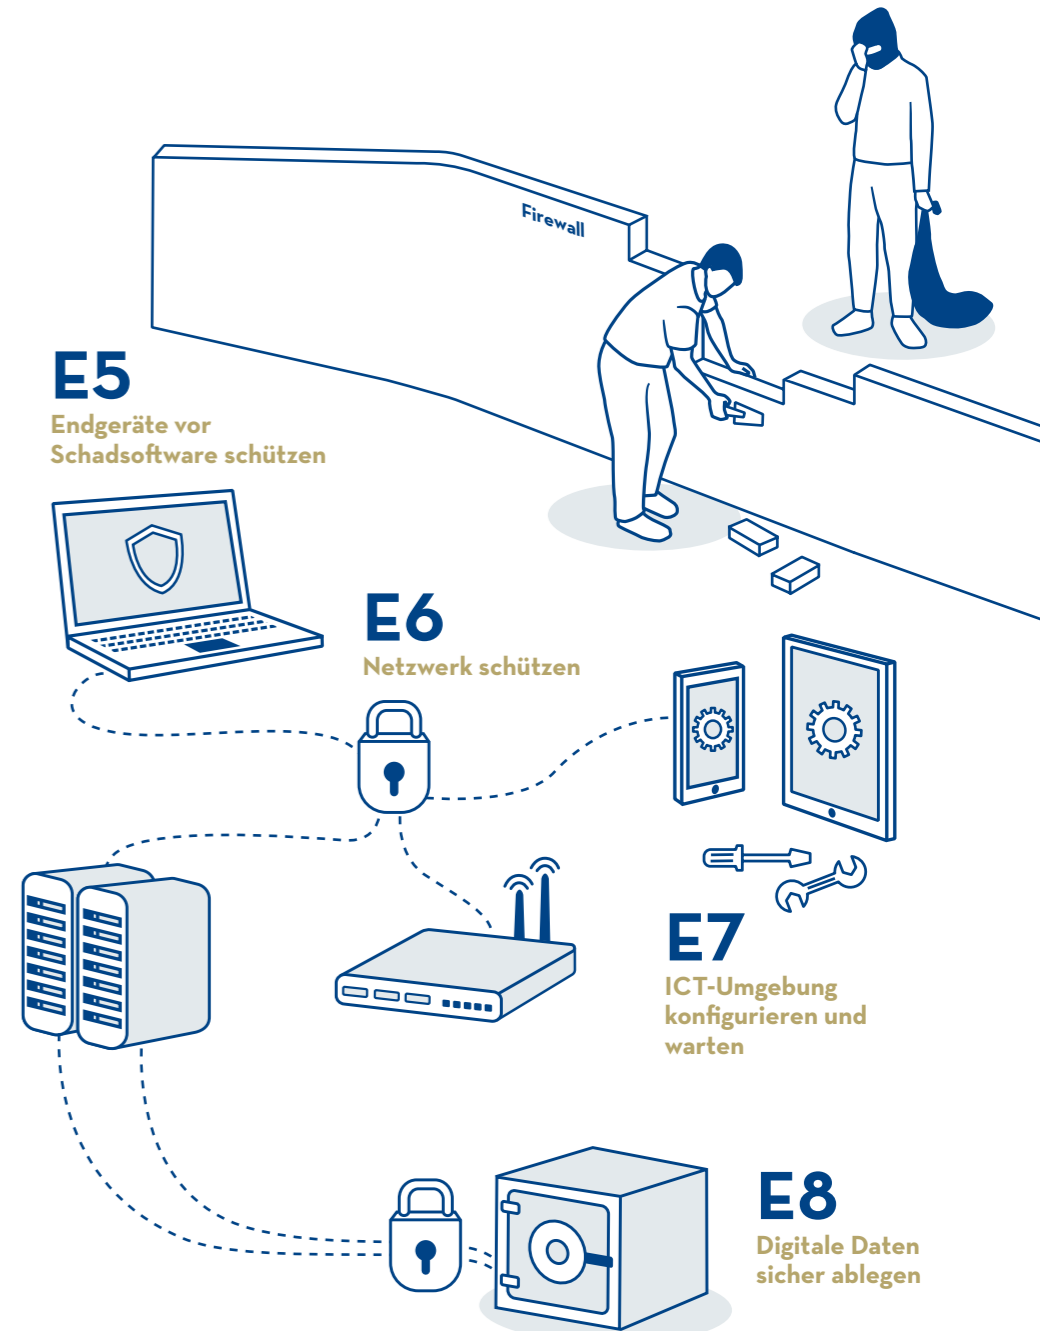 Firewall
E5
Endgeräte vor
Schadsoftware schützen
E6
Netzwerk schützen
E7
ICT-Umgebung
konfigurieren und
warten
E8
Digitale Daten
sicher ablegen